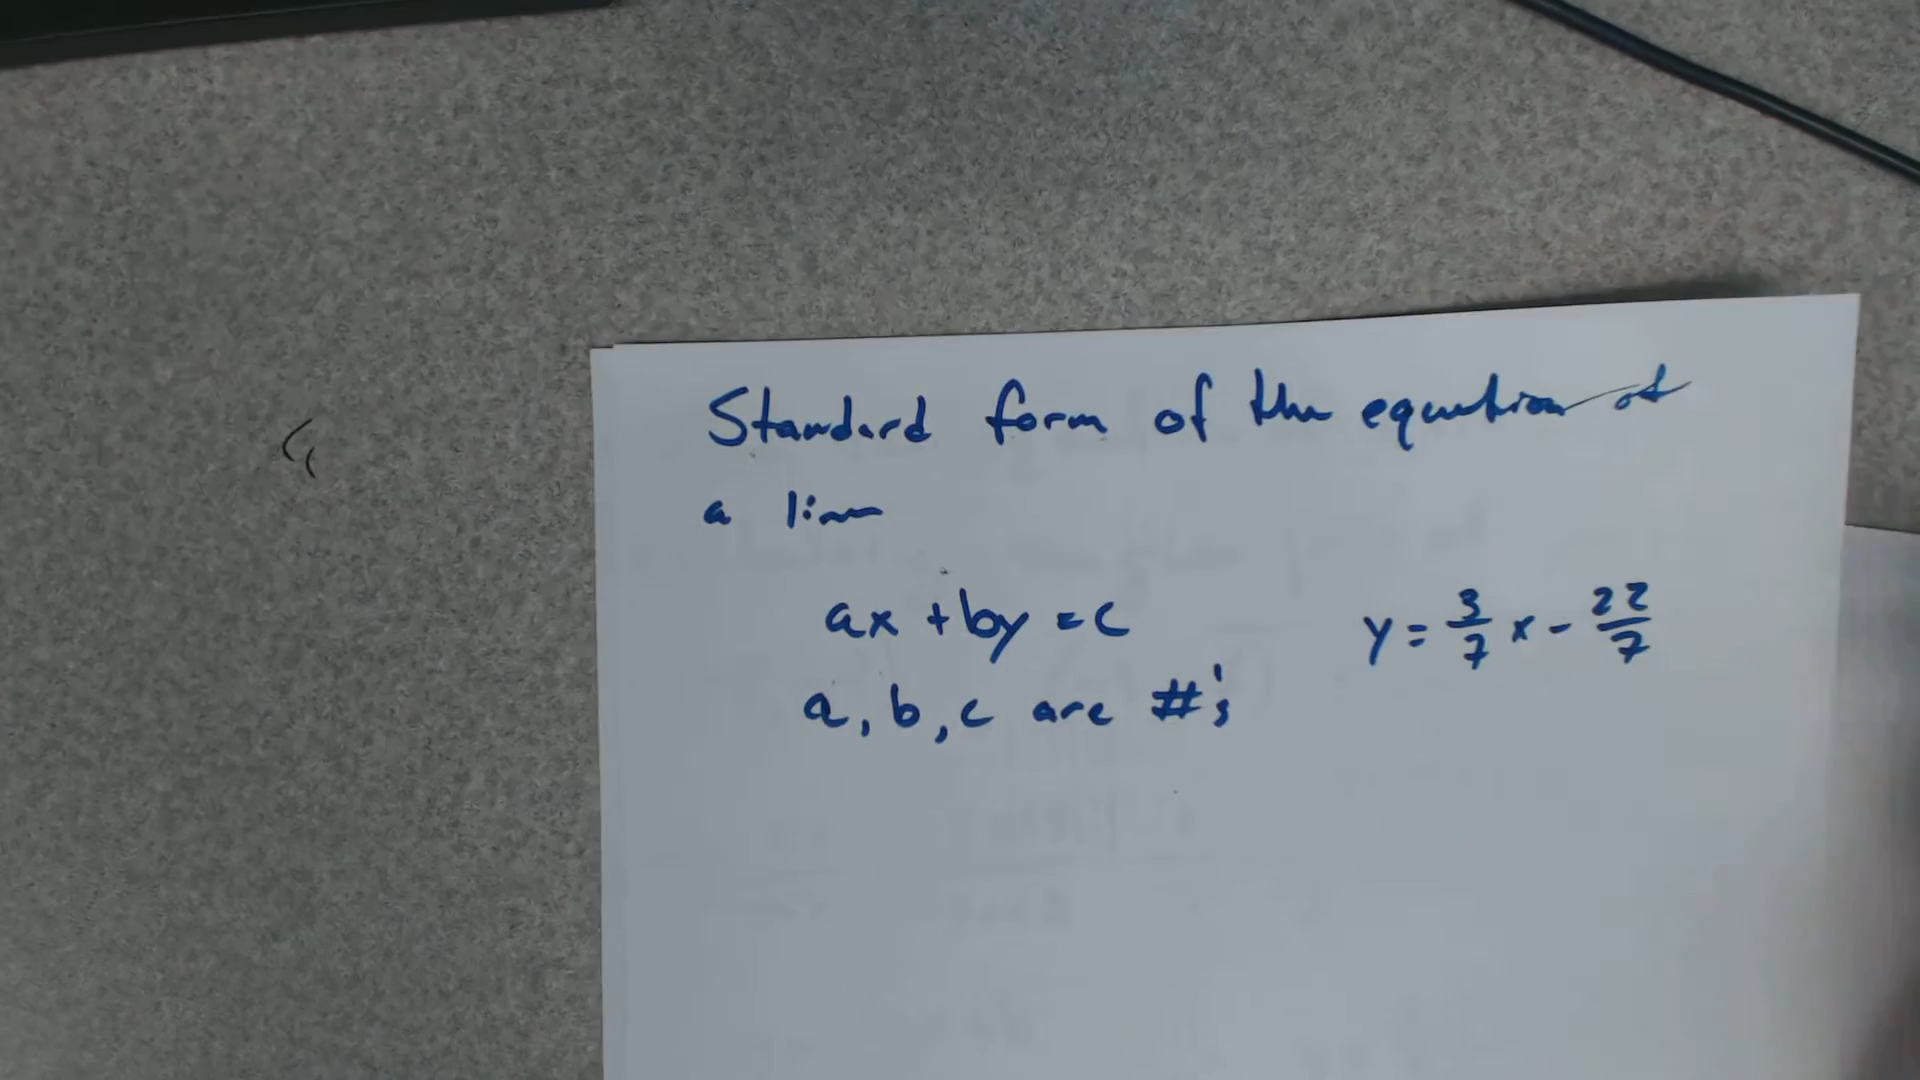 Standard form of the equation of
a line
ax + by = c
y = 3/7 x - 22/7
a, b, c are #'s